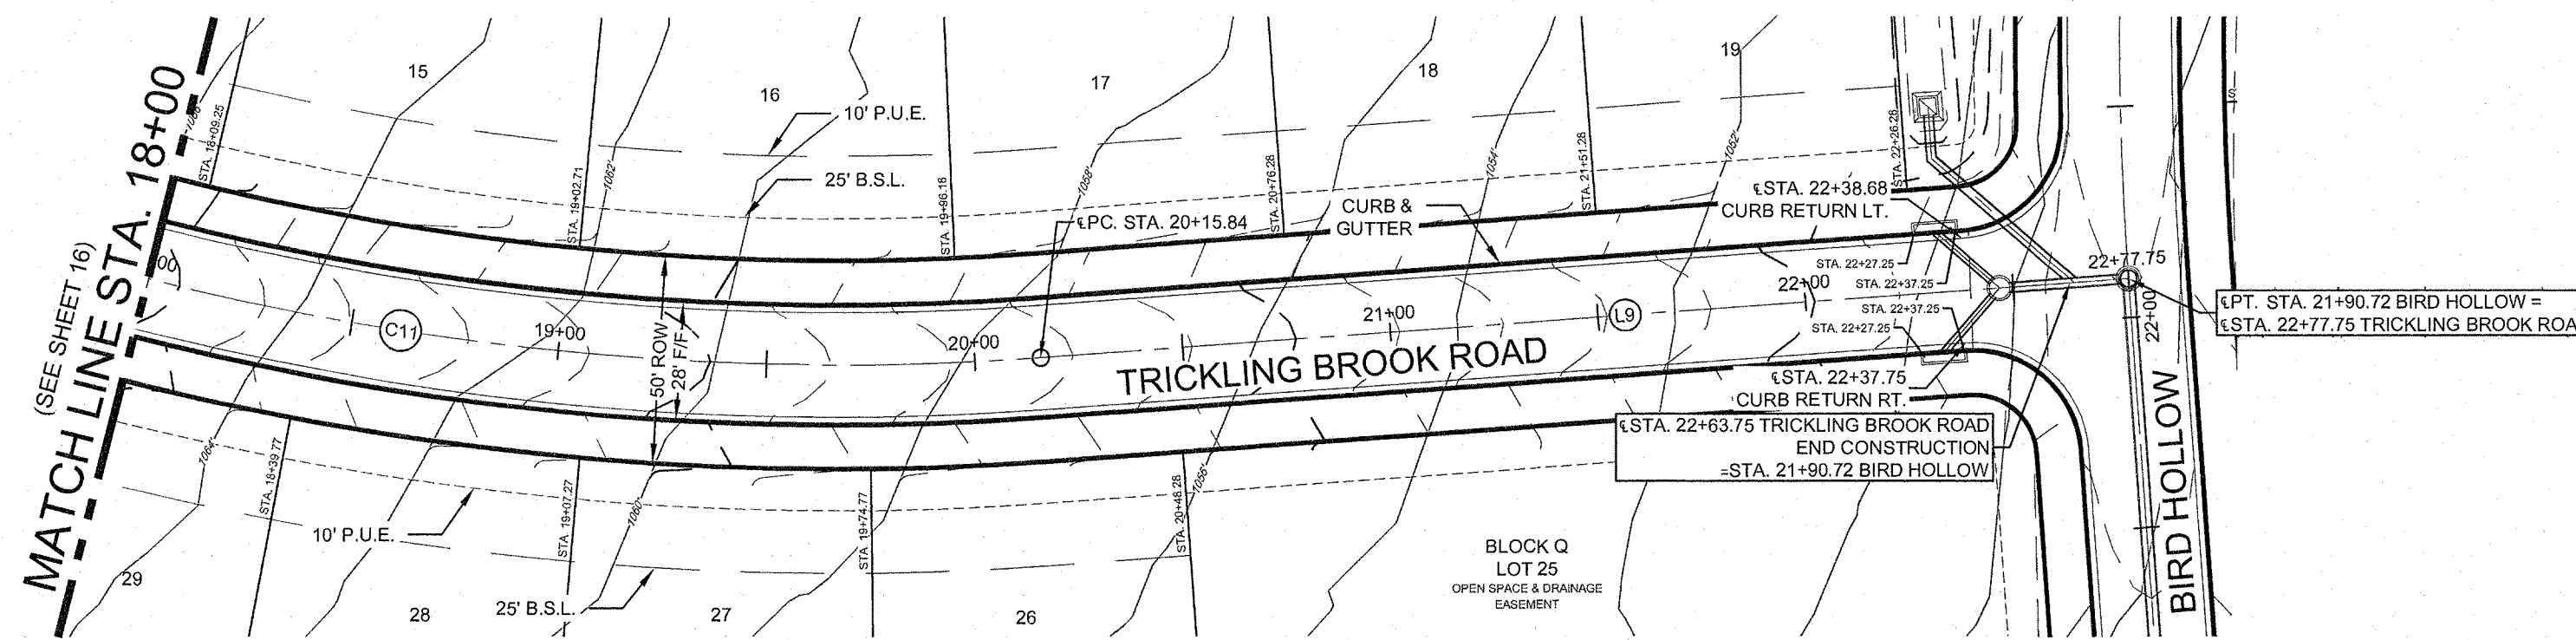 MATCH LINE STA. 18+00
(SEE SHEET 16)
15
16
17
18
19
10' P.U.E.
25' B.S.L.
STA. 18+09.25
STA. 19+02.71
1062'
STA. 19+86.18
1058'
STA. 20+76.28
1054'
STA. 21+51.28
1052'
STA. 22+26.28
℄PC. STA. 20+15.84
CURB &
GUTTER
℄STA. 22+38.68
CURB RETURN LT.
STA. 22+27.25
STA. 22+37.25
STA. 22+37.25
STA. 22+27.25
22+77.75
22+00
℄PT. STA. 21+90.72 BIRD HOLLOW =
℄STA. 22+77.75 TRICKLING BROOK ROA
00
C11
19+00
20+00
21+00
L9
22+00
50' ROW
28' F/F
TRICKLING BROOK ROAD
℄STA. 22+37.75
CURB RETURN RT.
℄STA. 22+63.75 TRICKLING BROOK ROAD
END CONSTRUCTION
=STA. 21+90.72 BIRD HOLLOW
BIRD HOLLOW
1064'
STA. 18+39.77
STA. 19+07.27
1060'
STA. 19+74.77
STA. 20+48.28
1056'
10' P.U.E.
25' B.S.L.
29
28
27
26
BLOCK Q
LOT 25
OPEN SPACE & DRAINAGE
EASEMENT